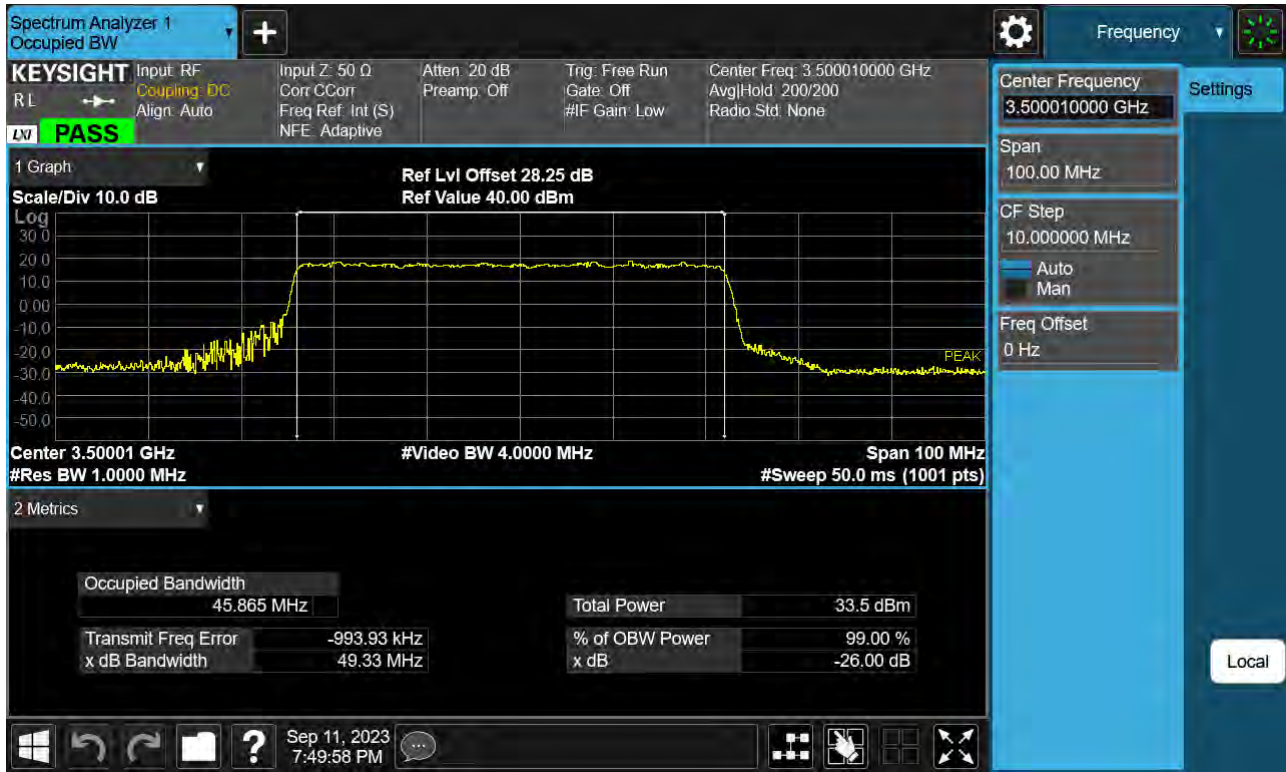 Spectrum Analyzer 1
Occupied BW
+
Frequency
KEYSIGHT
RL
LXI
PASS
Input: RF
Coupling: DC
Align: Auto
Input Z: 50 Ω
Corr CCorr
Freq Ref: Int (S)
NFE: Adaptive
Atten: 20 dB
Preamp: Off
Trig: Free Run
Gate: Off
#IF Gain: Low
Center Freq: 3.500010000 GHz
Avg|Hold: 200/200
Radio Std: None
1 Graph
Scale/Div 10.0 dB
Ref Lvl Offset 28.25 dB
Ref Value 40.00 dBm
Log
30.0
20.0
10.0
0.00
-10.0
-20.0
-30.0
-40.0
-50.0
PEAK
Center 3.50001 GHz
#Video BW 4.0000 MHz
Span 100 MHz
#Res BW 1.0000 MHz
#Sweep 50.0 ms (1001 pts)
2 Metrics
Occupied Bandwidth
45.865 MHz
Total Power 33.5 dBm
Transmit Freq Error -993.93 kHz
% of OBW Power 99.00 %
x dB Bandwidth 49.33 MHz
x dB -26.00 dB
Center Frequency
3.500010000 GHz
Settings
Span
100.00 MHz
CF Step
10.000000 MHz
Auto
Man
Freq Offset
0 Hz
Local
?
Sep 11, 2023
7:49:58 PM